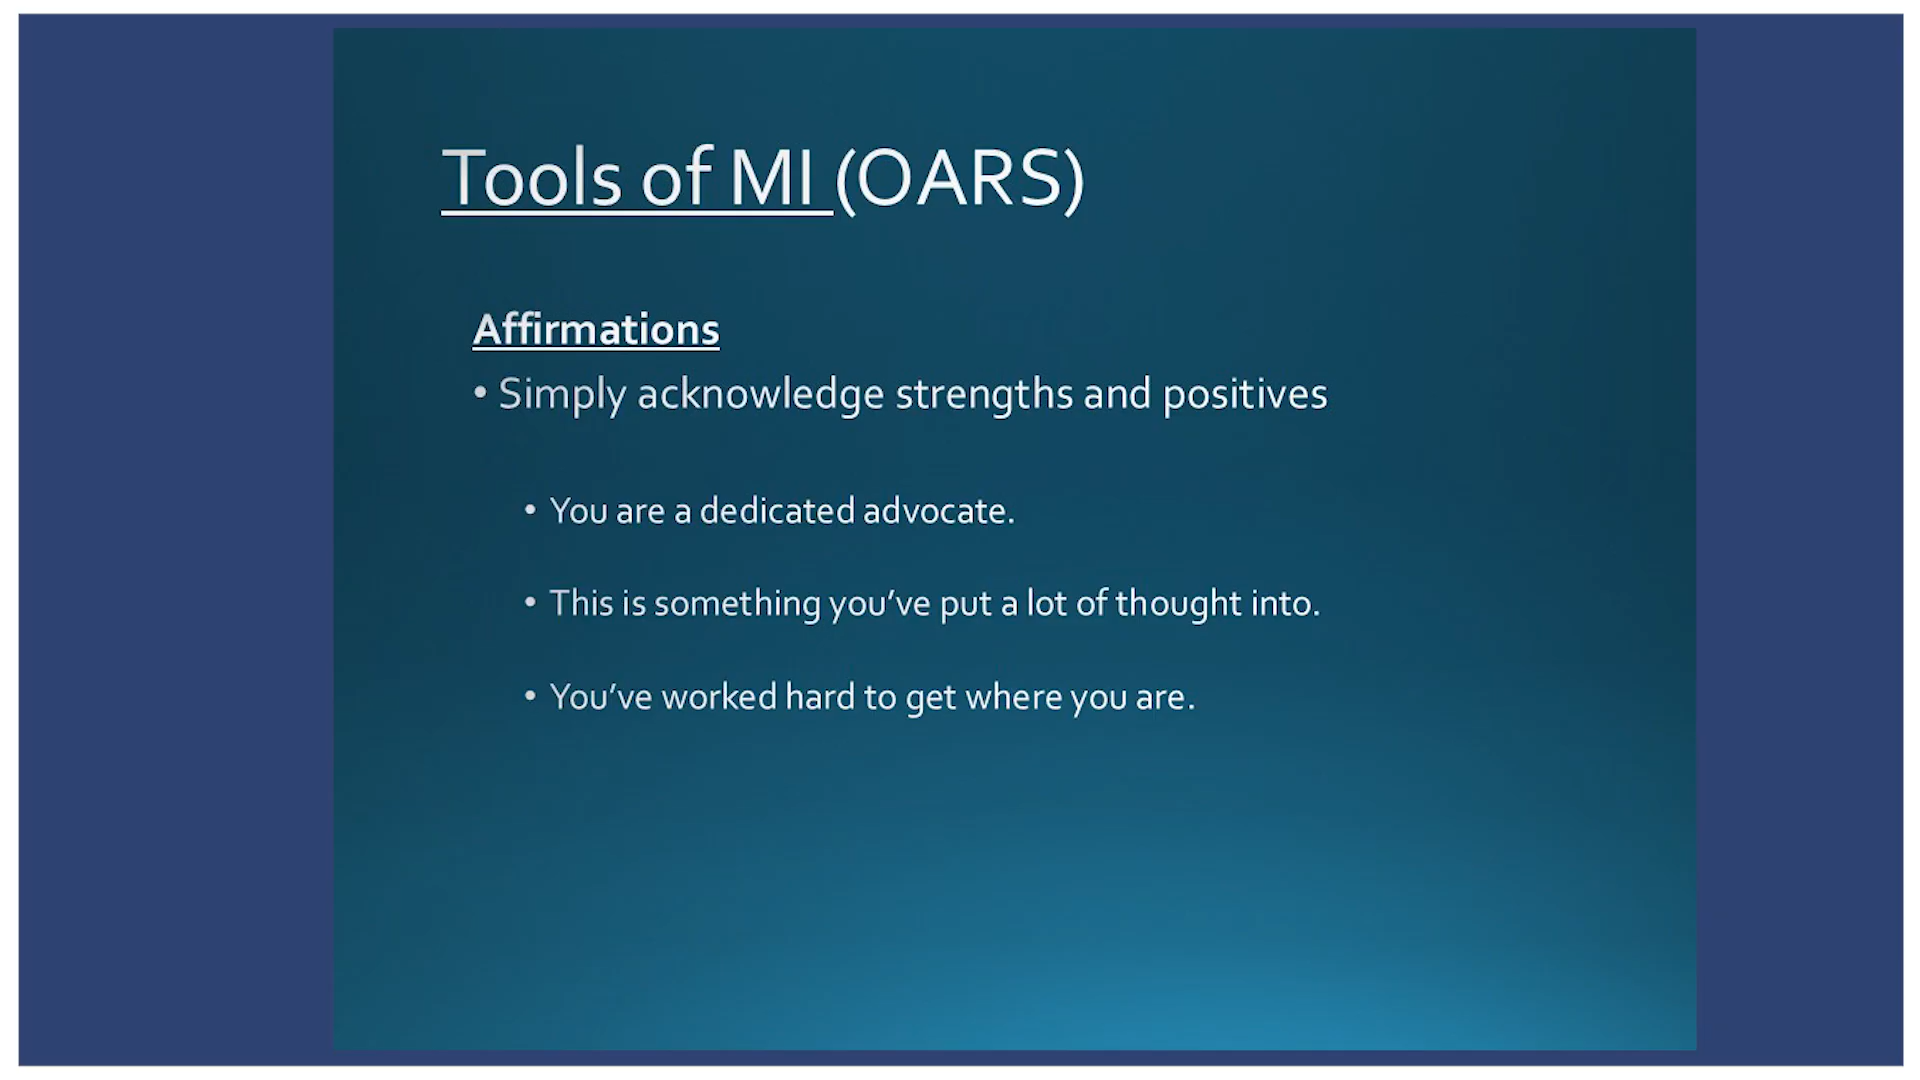 Tools of MI (OARS)
Affirmations
• Simply acknowledge strengths and positives
• You are a dedicated advocate.
• This is something you’ve put a lot of thought into.
• You’ve worked hard to get where you are.